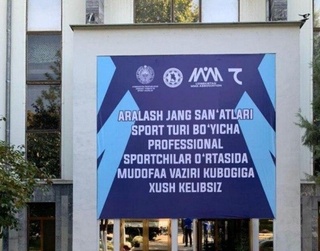 ARALASH JANG SAN'ATLARI
SPORT TURI BO'YICHA
PROFESSIONAL
SPORTCHILAR O'RTASIDA
MUDOFAA VAZIRI KUBOGIGA
XUSH KELIBSIZ